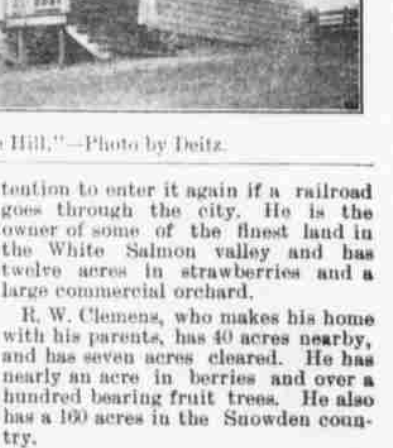 Hill."—Photo by Deitz.
tention to enter it again if a railroad
goes through the city. He is the
owner of some of the finest land in
the White Salmon valley and has
twelve acres in strawberries and a
large commercial orchard.
R. W. Clemens, who makes his home
with his parents, has 40 acres nearby,
and has seven acres cleared. He has
nearly an acre in berries and over a
hundred bearing fruit trees. He also
has a 160 acres in the Snowden coun-
try.